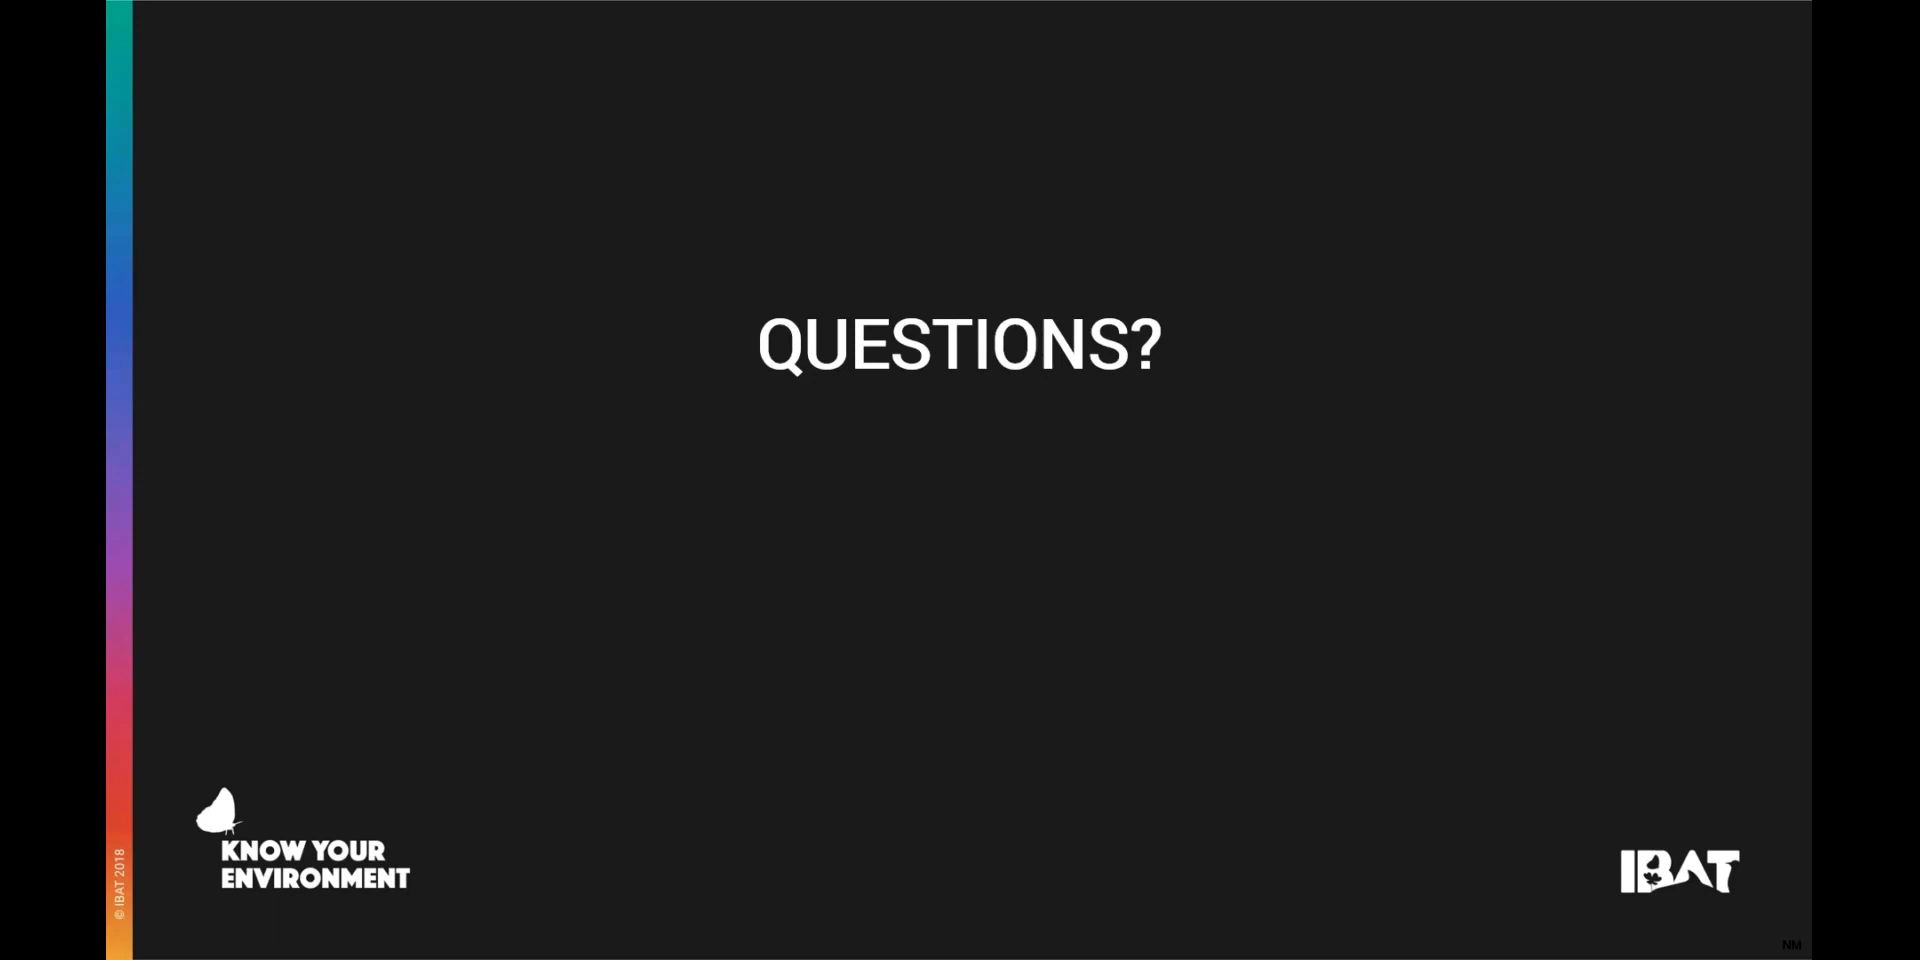 QUESTIONS?
KNOW YOUR
ENVIRONMENT
IBAT
© IBAT 2018
NM